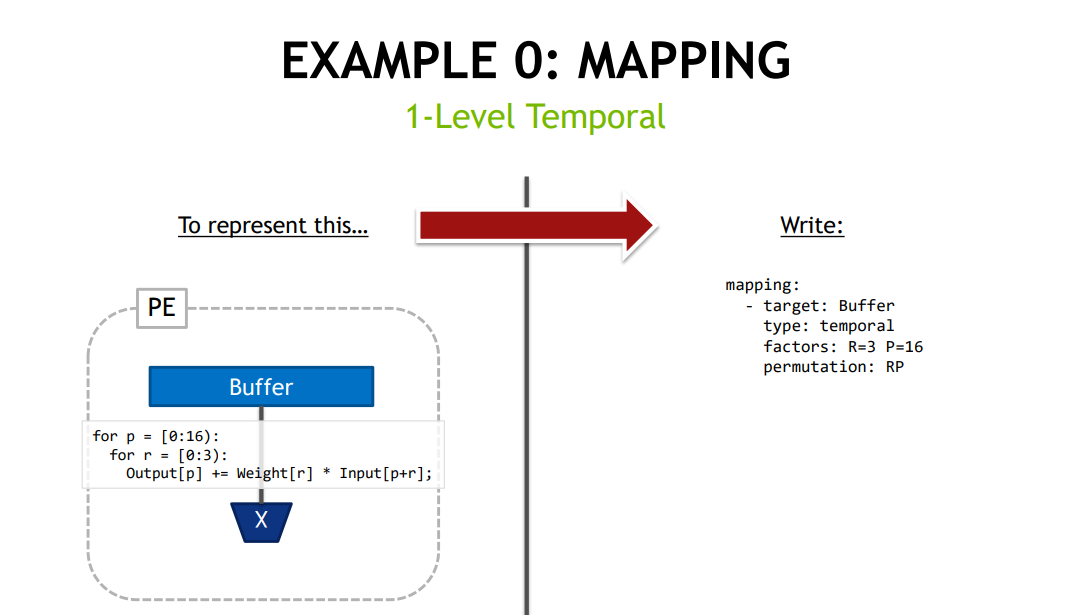 EXAMPLE 0: MAPPING
1-Level Temporal
To represent this…
Write:
PE
Buffer
for p = [0:16):
  for r = [0:3):
    Output[p] += Weight[r] * Input[p+r];
X
mapping:
  - target: Buffer
    type: temporal
    factors: R=3 P=16
    permutation: RP